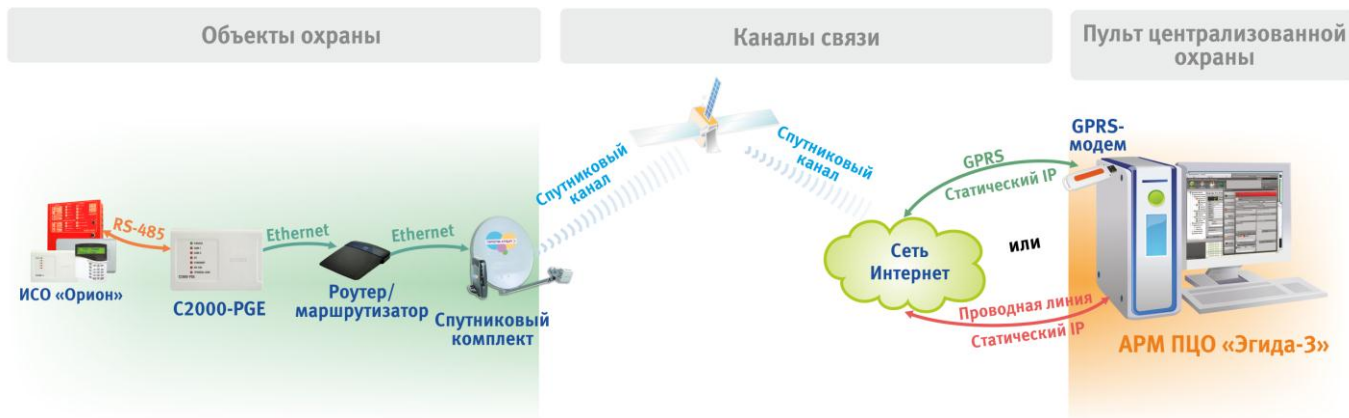 Объекты охраны
Каналы связи
Пульт централизованной
охраны
ИСО «Орион»
RS-485
С2000-PGE
Ethernet
Роутер/
маршрутизатор
Ethernet
Спутниковый
комплект
Спутниковый
канал
Спутниковый
канал
Сеть
Интернет
GPRS
Статический IP
или
Проводная линия
Статический IP
GPRS-
модем
АРМ ПЦО «Эгида-3»